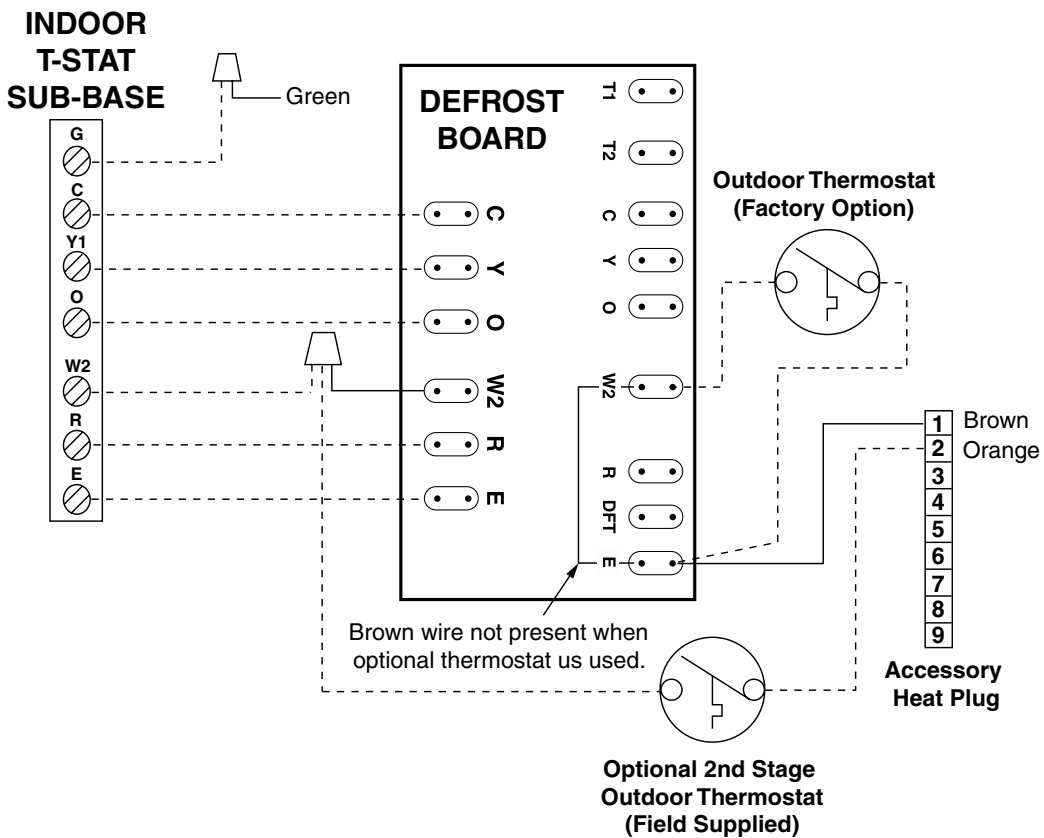 INDOOR
T-STAT
SUB-BASE
G
C
Y1
O
W2
R
E
Green
DEFROST
BOARD
C
Y
O
W2
R
E
T1
T2
C
Y
O
W2
R
DFT
E
Outdoor Thermostat
(Factory Option)
1 Brown
2 Orange
3
4
5
6
7
8
9
Accessory
Heat Plug
Brown wire not present when
optional thermostat us used.
Optional 2nd Stage
Outdoor Thermostat
(Field Supplied)